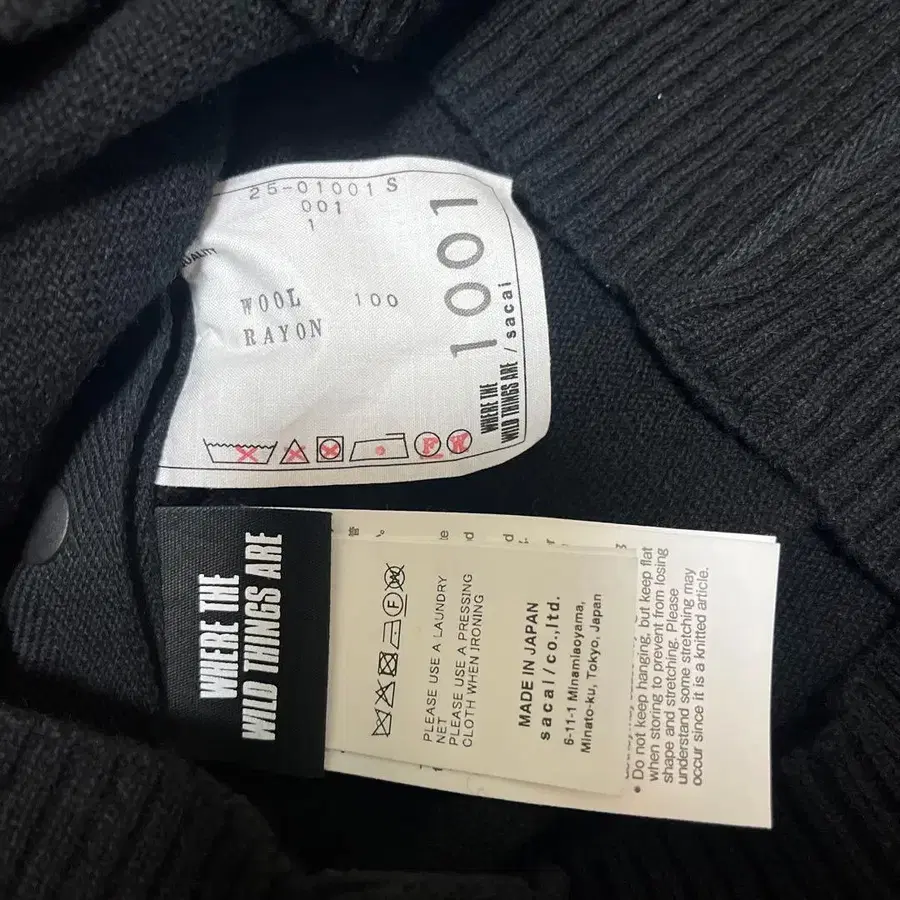 25-01001 S
001
1
WOOL 100
RAYON
1001
WHERE THE
WILD THINGS ARE / sacai
F
W
WHERE THE
WILD THINGS ARE
F
W
PLEASE USE A LAUNDRY
NET
PLEASE USE A PRESSING
CLOTH WHEN IRONING
MADE IN JAPAN
sacai/co.,ltd.
6-11-1 Minamiaoyama,
Minato-ku, Tokyo, Japan
• Do not keep hanging, but keep flat
when storing to prevent from losing
shape and stretching. Please
understand some stretching may
occur since it is a knitted article.